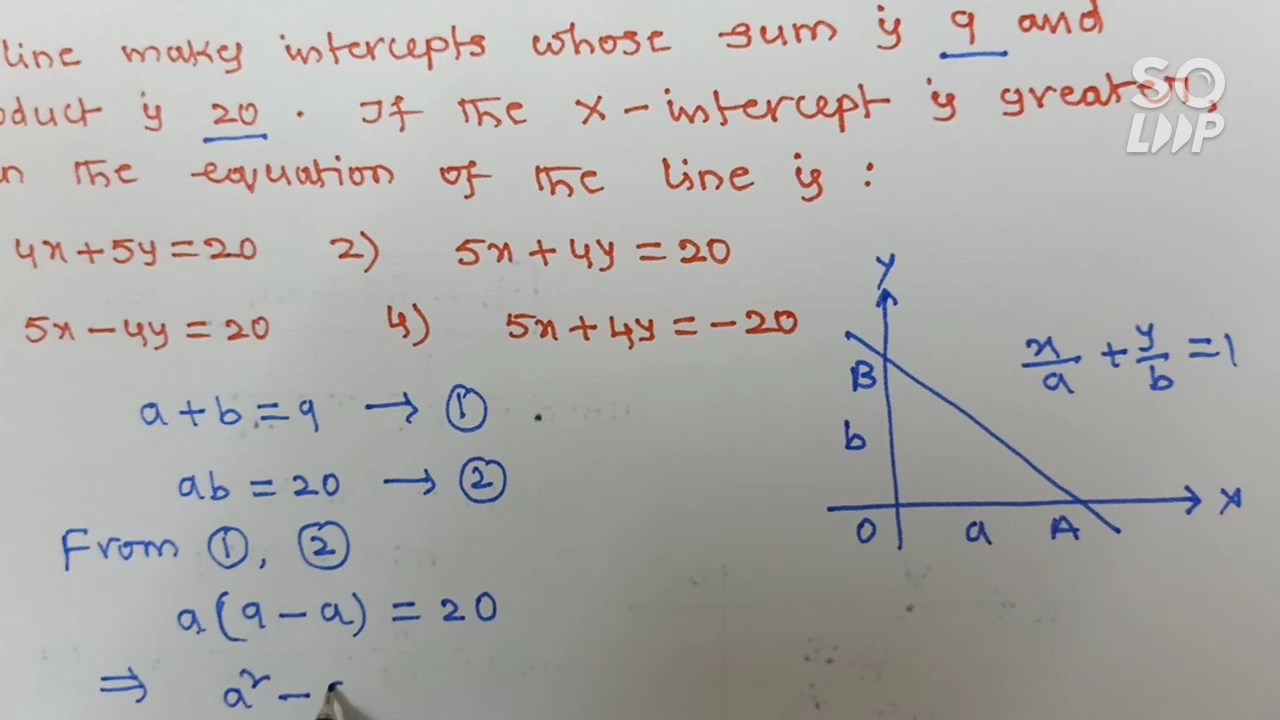 line makes intercepts whose sum is 9 and
oduct is 20 . If the x-intercept is greater,
n the equation of the line is :
4x+5y=20 2) 5x+4y=20
5x-4y=20 4) 5x+4y=-20
a+b=9 → ①
ab=20 → ②
From ①, ②
a(9-a)=20
⇒ a²-
Y
B
b
O a A X
x/a + y/b = 1
SO
LOOP